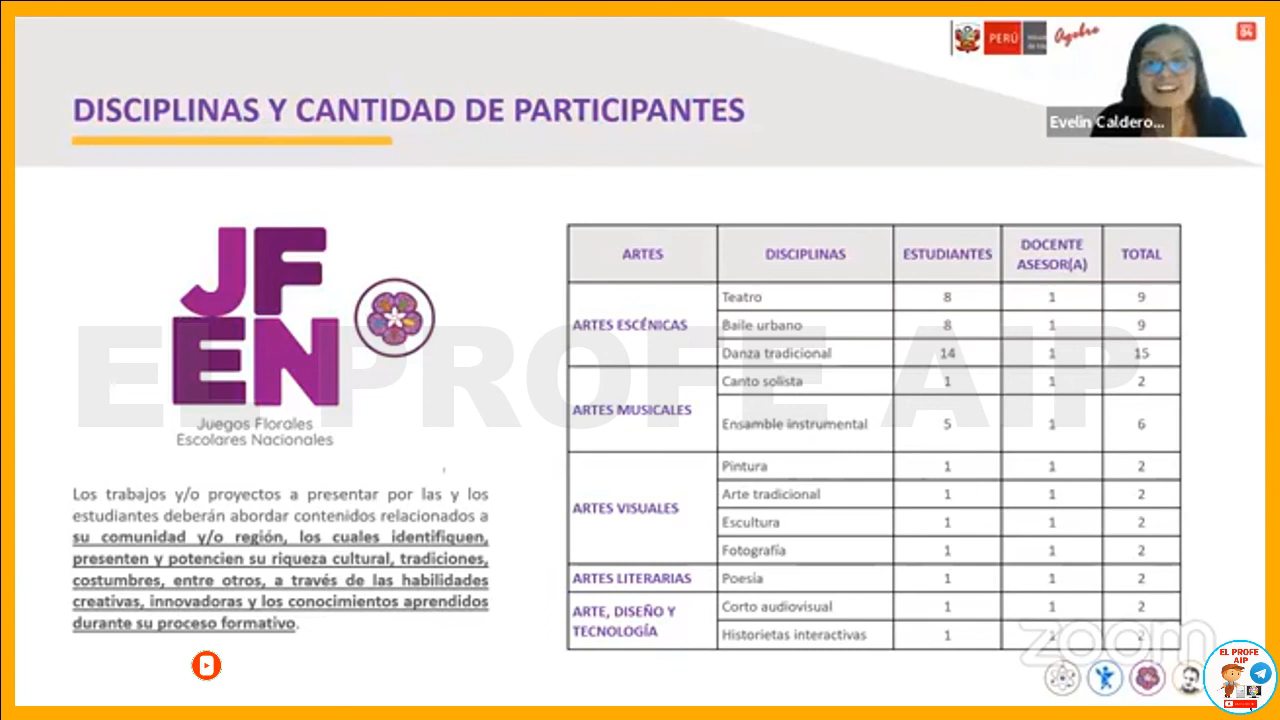 PERÚ
Evelin Caldero...
DISCIPLINAS Y CANTIDAD DE PARTICIPANTES
JF
EN
Juegos Florales
Escolares Nacionales
Los trabajos y/o proyectos a presentar por las y los
estudiantes deberán abordar contenidos relacionados a
su comunidad y/o región, los cuales identifiquen,
presenten y potencien su riqueza cultural, tradiciones,
costumbres, entre otros, a través de las habilidades
creativas, innovadoras y los conocimientos aprendidos
durante su proceso formativo.
ARTES DISCIPLINAS ESTUDIANTES DOCENTE ASESOR(A) TOTAL
ARTES ESCÉNICAS
Teatro 8 1 9
Baile urbano 8 1 9
Danza tradicional 14 1 15
ARTES MUSICALES
Canto solista 1 1 2
Ensamble instrumental 5 1 6
ARTES VISUALES
Pintura 1 1 2
Arte tradicional 1 1 2
Escultura 1 1 2
Fotografía 1 1 2
ARTES LITERARIAS
Poesía 1 1 2
ARTE, DISEÑO Y
TECNOLOGÍA
Corto audiovisual 1 1 2
Historietas interactivas 1 1 2
EL PROFE AIP
zoom
EL PROFE
AIP